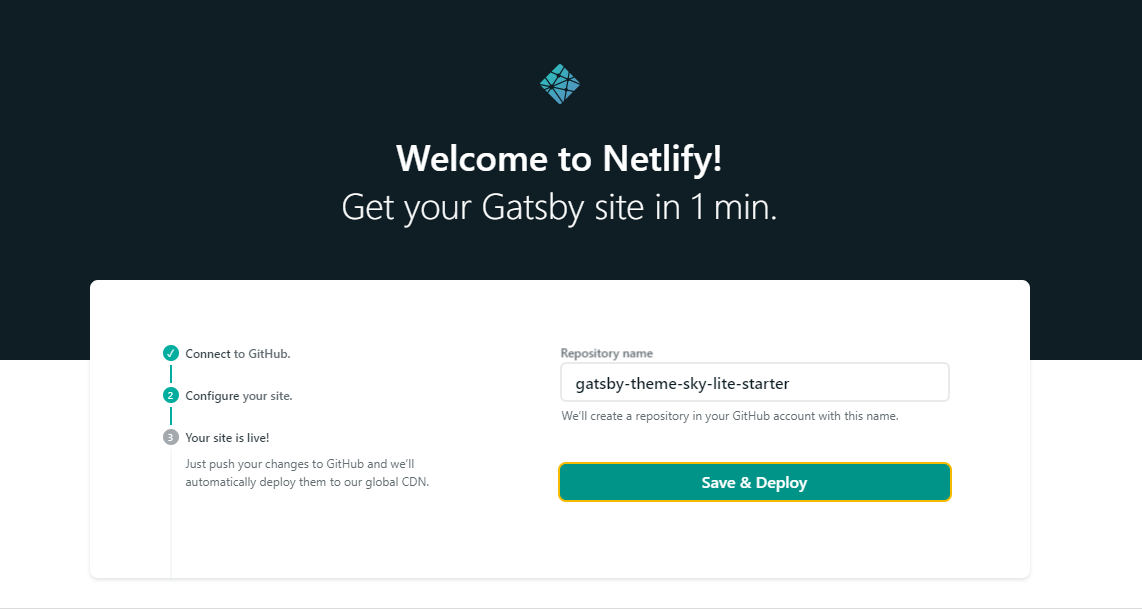 Welcome to Netlify!
Get your Gatsby site in 1 min.
✓ Connect to GitHub.
2 Configure your site.
3 Your site is live!
Just push your changes to GitHub and we'll
automatically deploy them to our global CDN.
Repository name
gatsby-theme-sky-lite-starter
We'll create a repository in your GitHub account with this name.
Save & Deploy